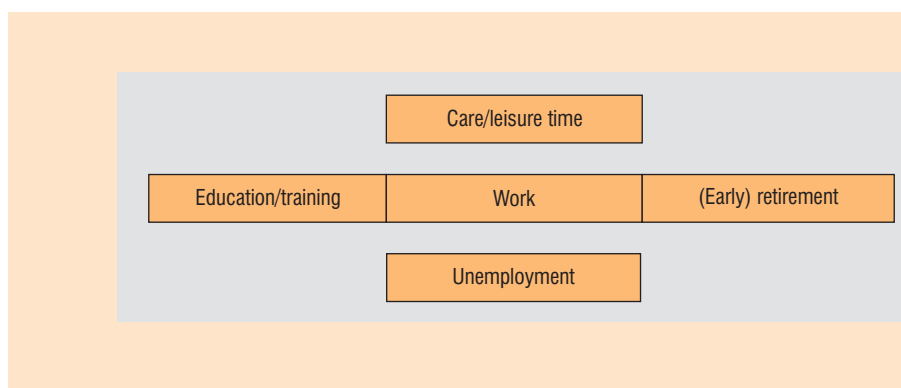 Care/leisure time
Education/training
Work
(Early) retirement
Unemployment